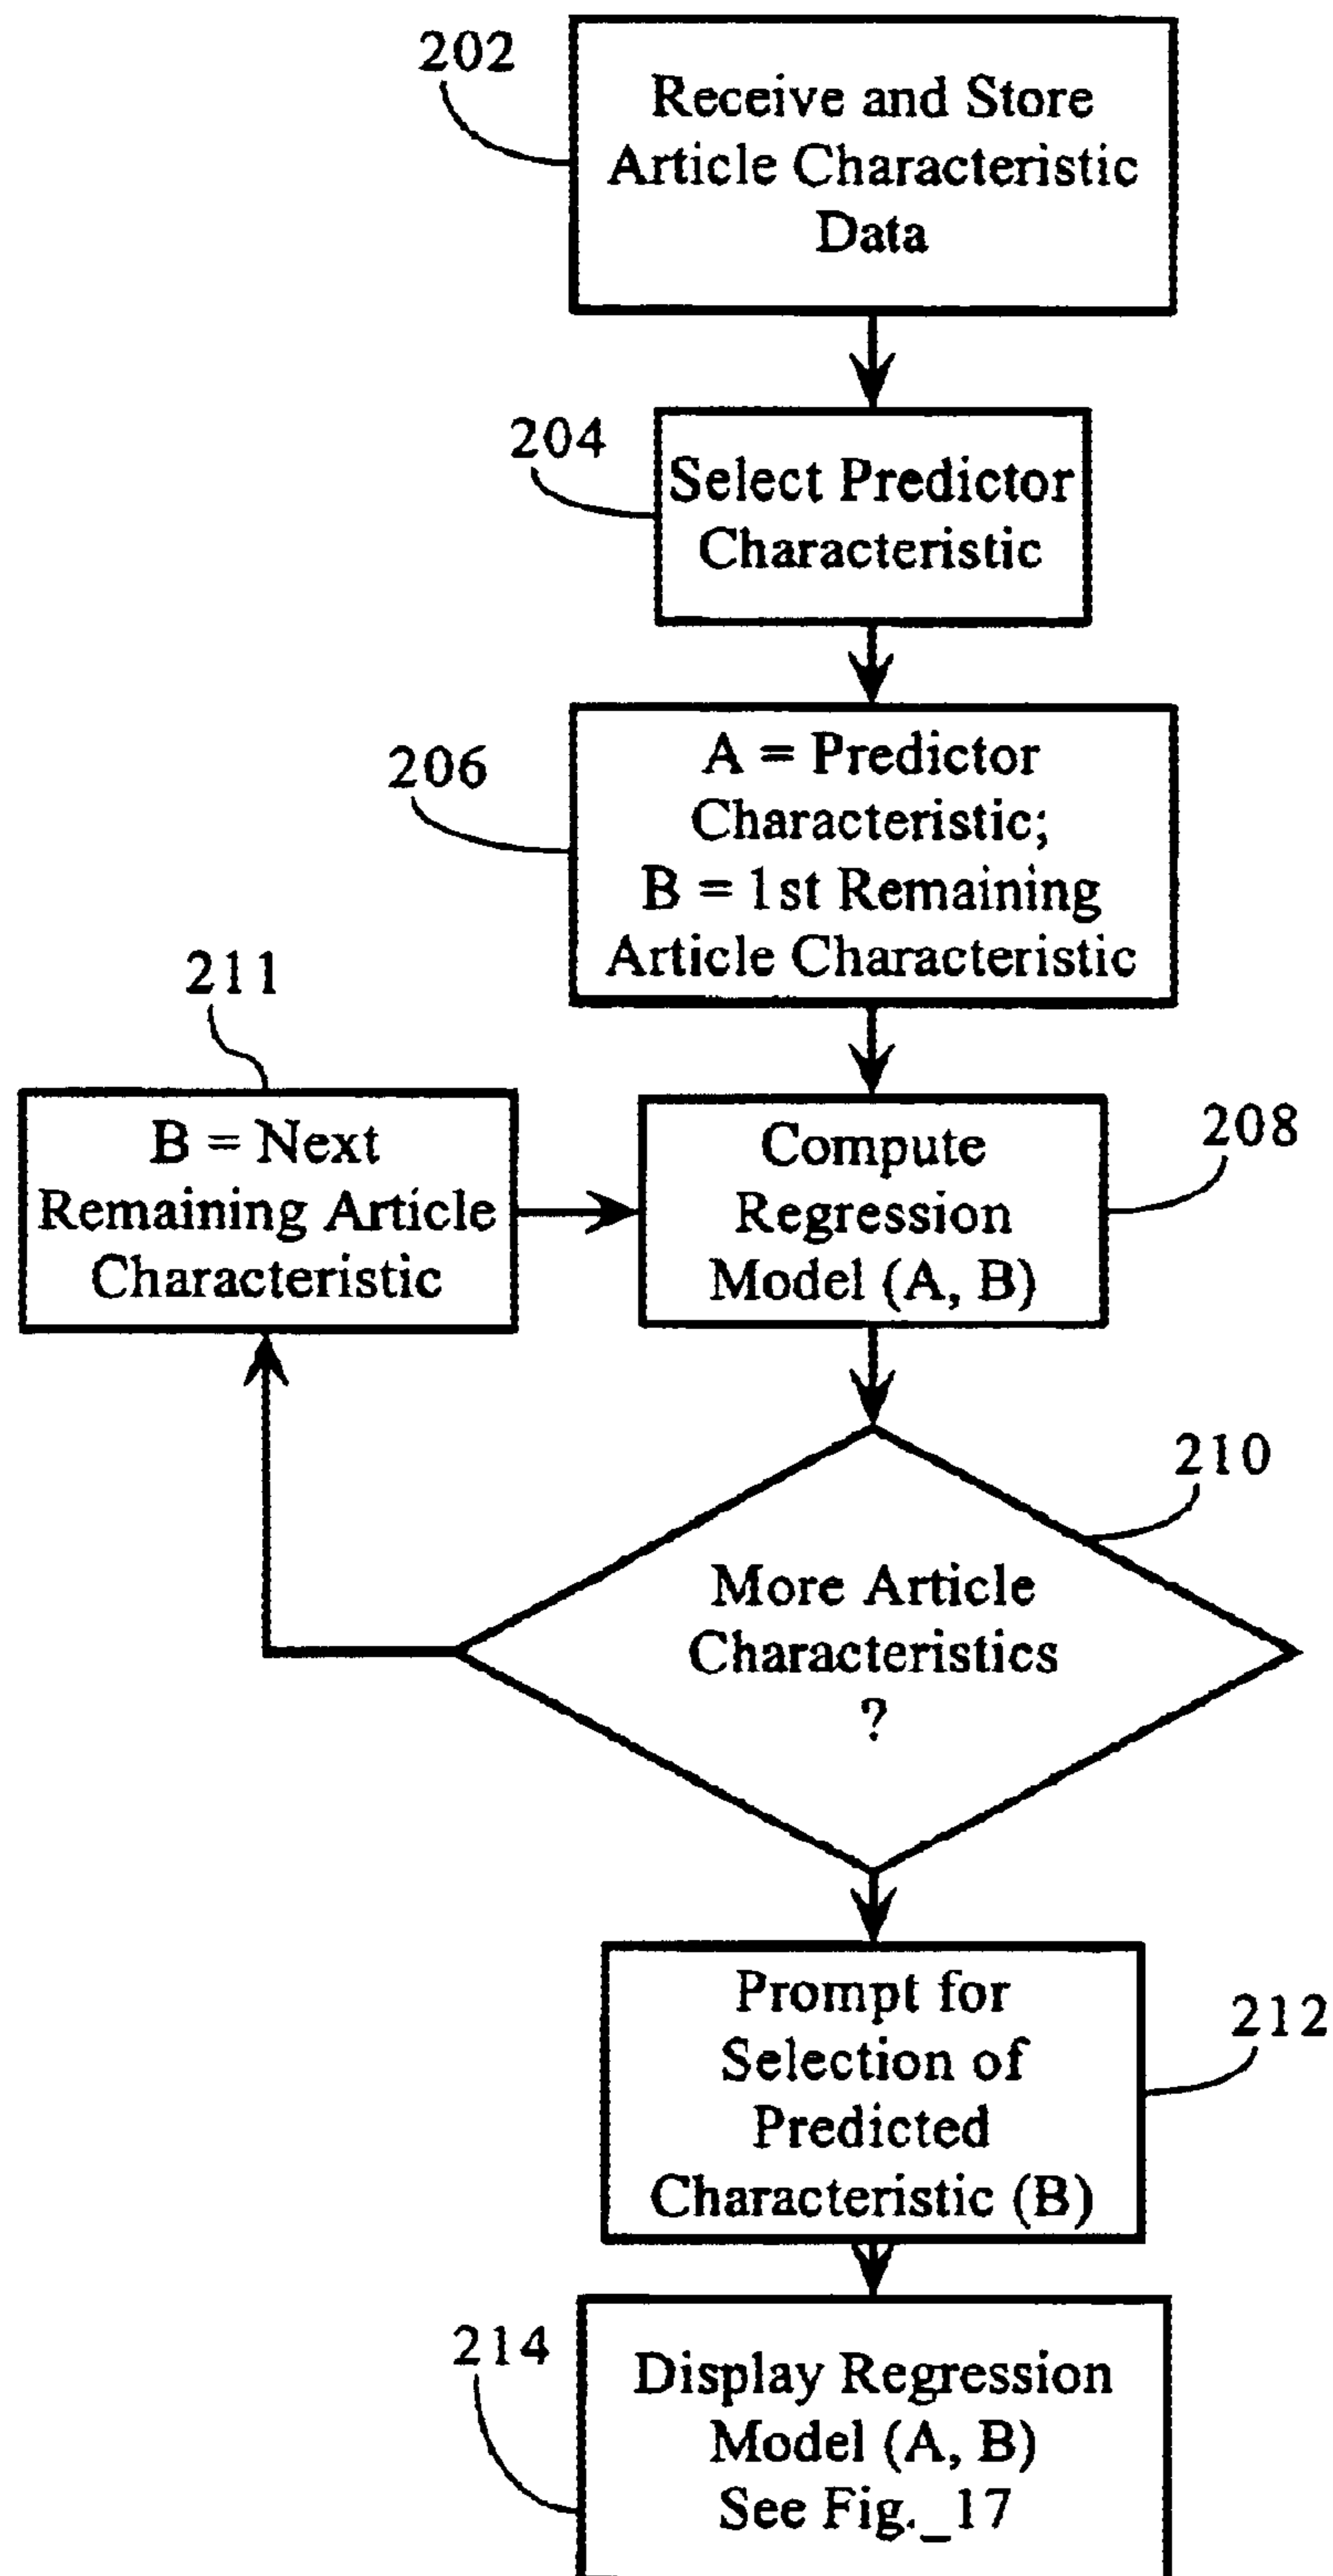 202
Receive and Store
Article Characteristic
Data
204
Select Predictor
Characteristic
206
A = Predictor
Characteristic;
B = 1st Remaining
Article Characteristic
211
B = Next
Remaining Article
Characteristic
208
Compute
Regression
Model (A, B)
210
More Article
Characteristics
?
212
Prompt for
Selection of
Predicted
Characteristic (B)
214
Display Regression
Model (A, B)
See Fig._17